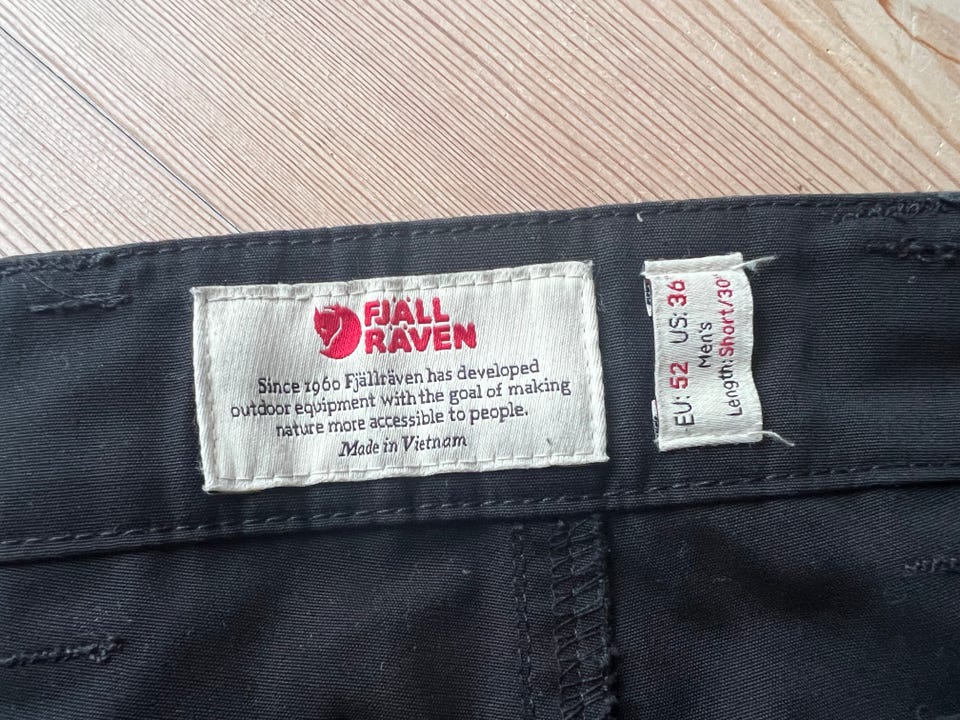 FJÄLL
RÄVEN
Since 1960 Fjällräven has developed
outdoor equipment with the goal of making
nature more accessible to people.
Made in Vietnam
EU: 52 US: 36
Men's
Length: Short/30"